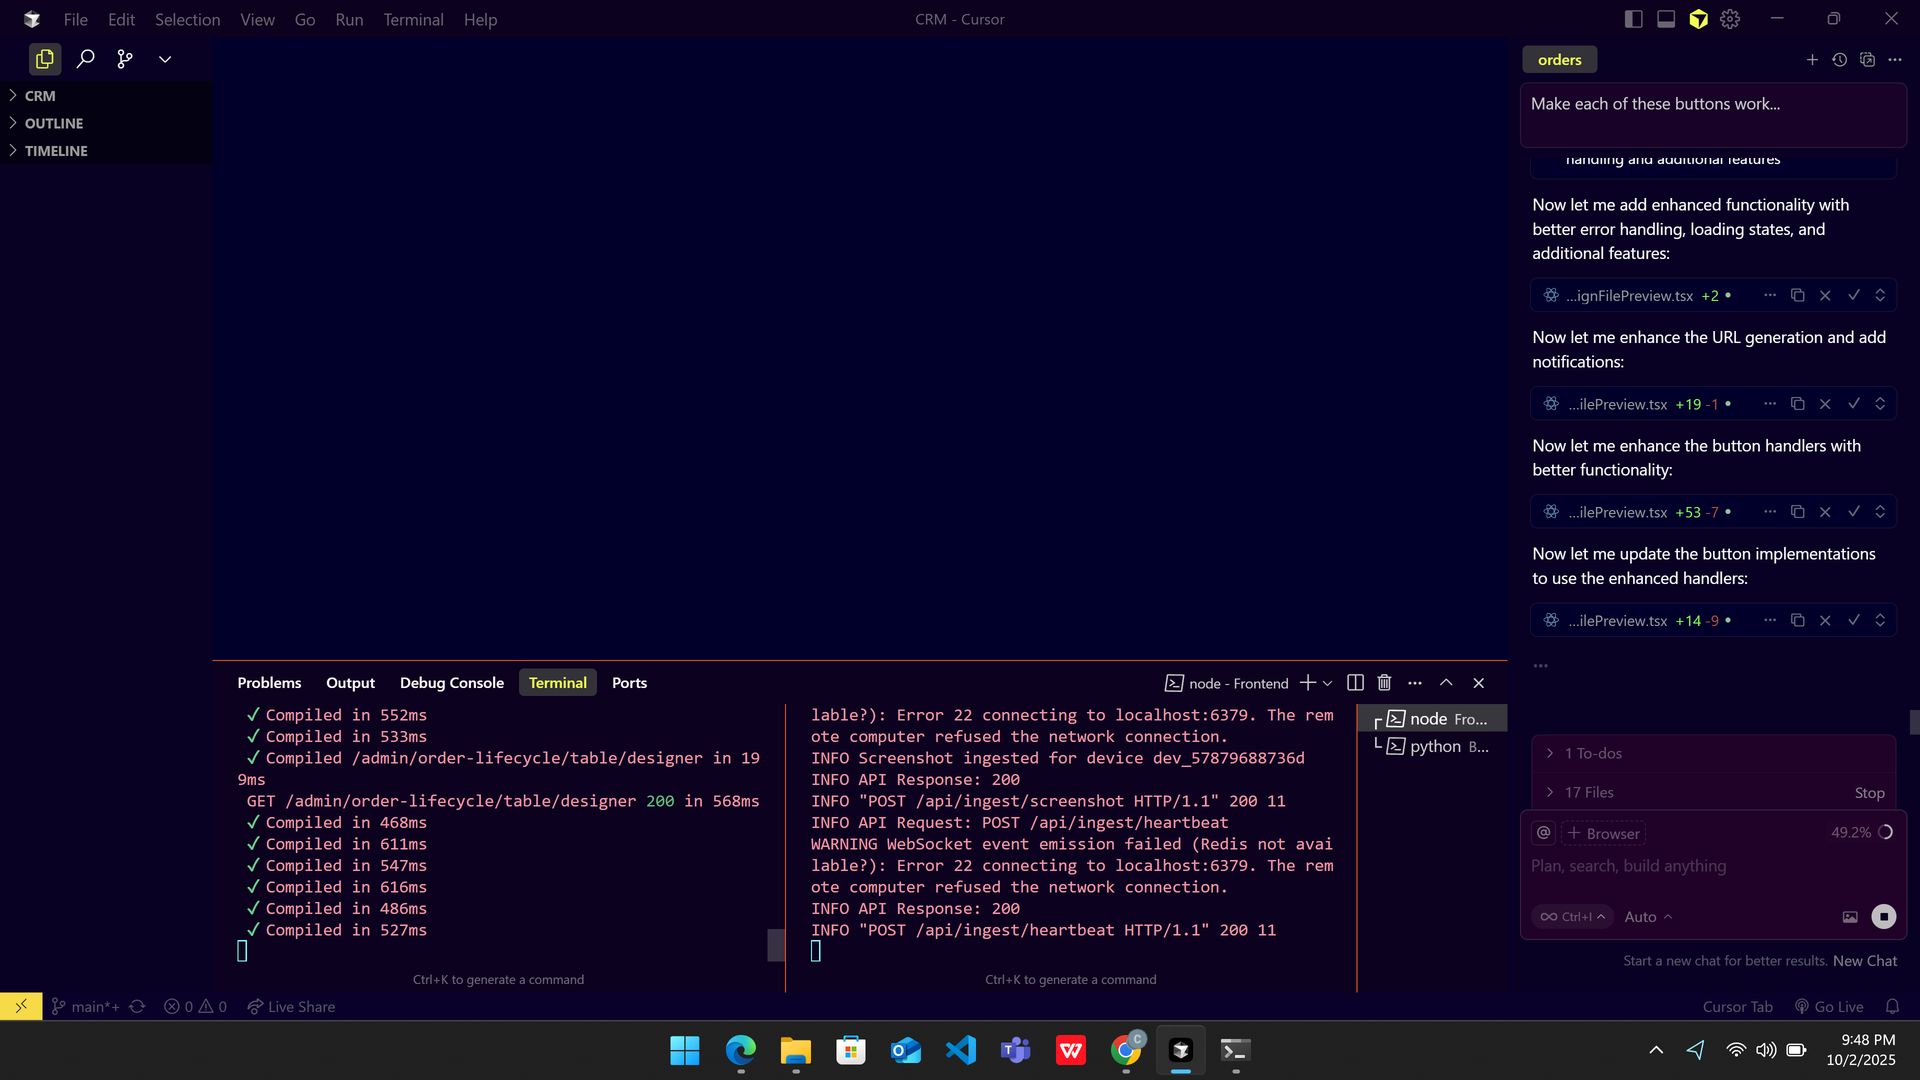 File Edit Selection View Go Run Terminal Help
CRM - Cursor
CRM
OUTLINE
TIMELINE
orders
Make each of these buttons work...
handling and additional features
Now let me add enhanced functionality with
better error handling, loading states, and
additional features:
...ignFilePreview.tsx +2
Now let me enhance the URL generation and add
notifications:
...ilePreview.tsx +19 -1
Now let me enhance the button handlers with
better functionality:
...ilePreview.tsx +53 -7
Now let me update the button implementations
to use the enhanced handlers:
...ilePreview.tsx +14 -9
1 To-dos
17 Files Stop
@ + Browser 49.2%
Plan, search, build anything
Ctrl+I Auto
Start a new chat for better results. New Chat
Problems Output Debug Console Terminal Ports
node - Frontend
✓ Compiled in 552ms
✓ Compiled in 533ms
✓ Compiled /admin/order-lifecycle/table/designer in 19
9ms
GET /admin/order-lifecycle/table/designer 200 in 568ms
✓ Compiled in 468ms
✓ Compiled in 611ms
✓ Compiled in 547ms
✓ Compiled in 616ms
✓ Compiled in 486ms
✓ Compiled in 527ms
Ctrl+K to generate a command
lable?): Error 22 connecting to localhost:6379. The rem
ote computer refused the network connection.
INFO Screenshot ingested for device dev_57879688736d
INFO API Response: 200
INFO "POST /api/ingest/screenshot HTTP/1.1" 200 11
INFO API Request: POST /api/ingest/heartbeat
WARNING WebSocket event emission failed (Redis not avai
lable?): Error 22 connecting to localhost:6379. The rem
ote computer refused the network connection.
INFO API Response: 200
INFO "POST /api/ingest/heartbeat HTTP/1.1" 200 11
Ctrl+K to generate a command
node Fro...
python B...
main*+ 0 0 Live Share
Cursor Tab Go Live
9:48 PM
10/2/2025